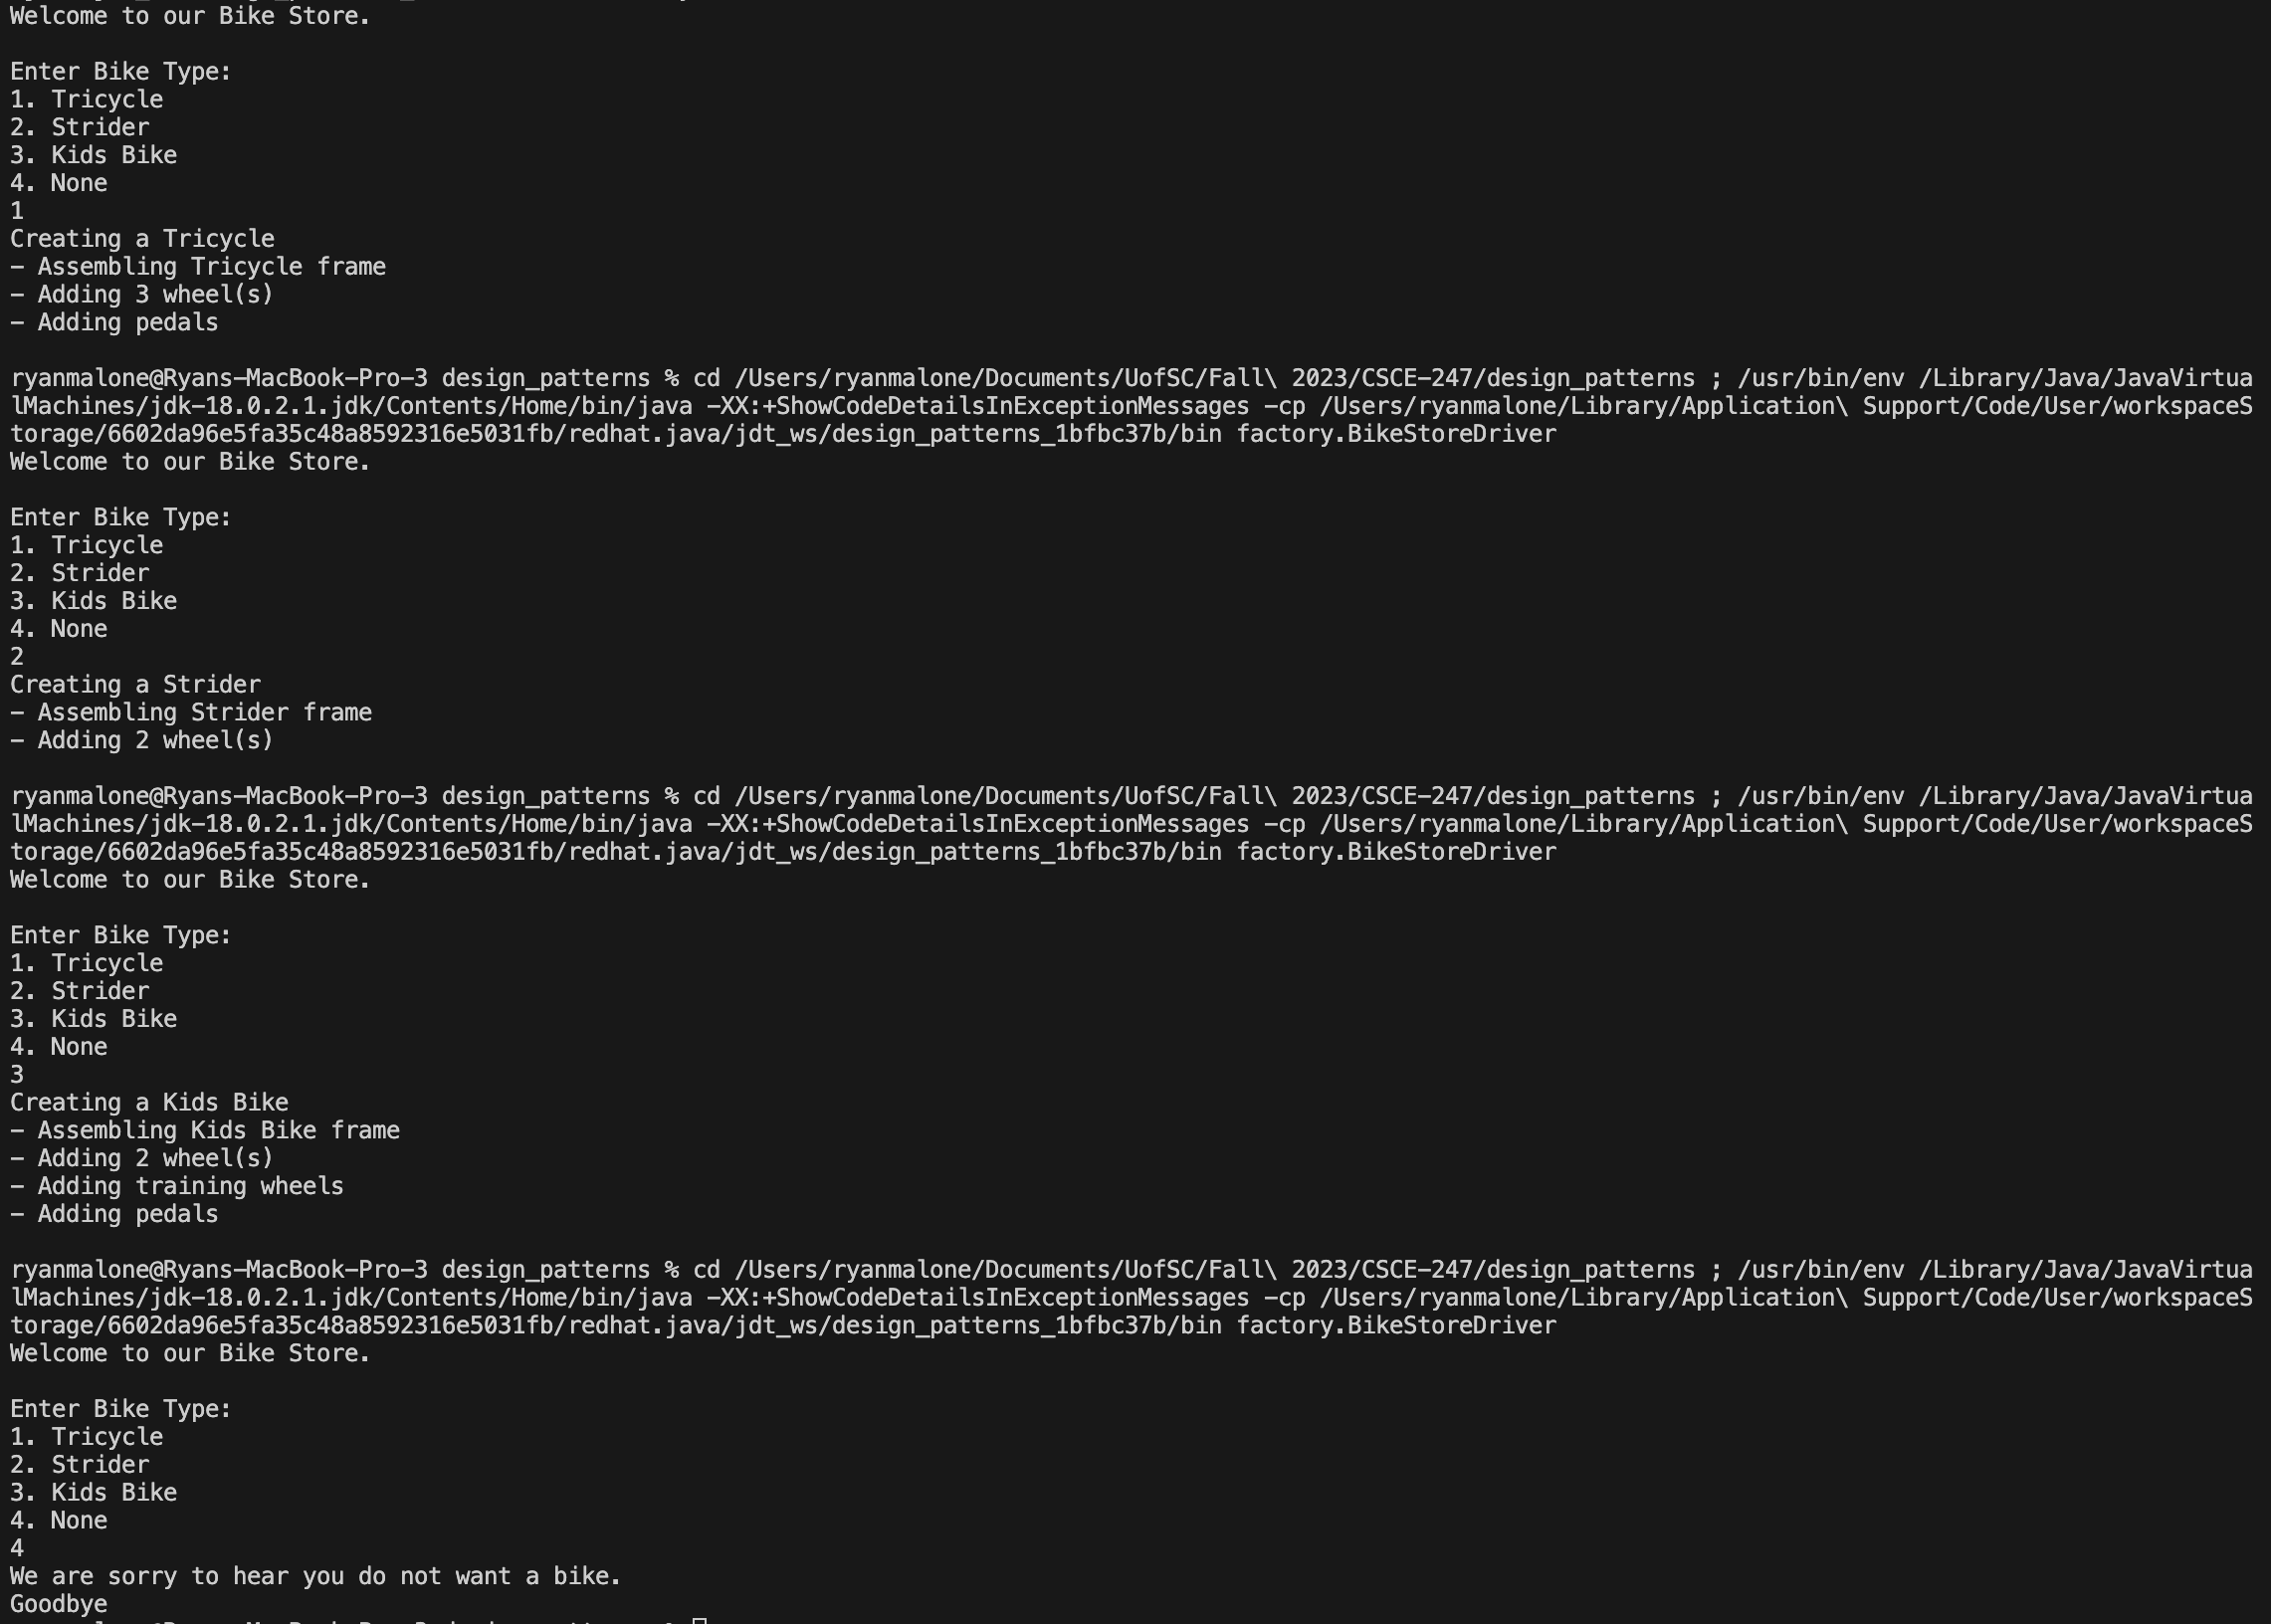 Welcome to our Bike Store.
Enter Bike Type:
1. Tricycle
2. Strider
3. Kids Bike
4. None
1
Creating a Tricycle
- Assembling Tricycle frame
- Adding 3 wheel(s)
- Adding pedals
ryanmalone@Ryans-MacBook-Pro-3 design_patterns % cd /Users/ryanmalone/Documents/UofSC/Fall\ 2023/CSCE-247/design_patterns ; /usr/bin/env /Library/Java/JavaVirtua
lMachines/jdk-18.0.2.1.jdk/Contents/Home/bin/java -XX:+ShowCodeDetailsInExceptionMessages -cp /Users/ryanmalone/Library/Application\ Support/Code/User/workspaceS
torage/6602da96e5fa35c48a8592316e5031fb/redhat.java/jdt_ws/design_patterns_1bfbc37b/bin factory.BikeStoreDriver
Welcome to our Bike Store.
Enter Bike Type:
1. Tricycle
2. Strider
3. Kids Bike
4. None
2
Creating a Strider
- Assembling Strider frame
- Adding 2 wheel(s)
ryanmalone@Ryans-MacBook-Pro-3 design_patterns % cd /Users/ryanmalone/Documents/UofSC/Fall\ 2023/CSCE-247/design_patterns ; /usr/bin/env /Library/Java/JavaVirtua
lMachines/jdk-18.0.2.1.jdk/Contents/Home/bin/java -XX:+ShowCodeDetailsInExceptionMessages -cp /Users/ryanmalone/Library/Application\ Support/Code/User/workspaceS
torage/6602da96e5fa35c48a8592316e5031fb/redhat.java/jdt_ws/design_patterns_1bfbc37b/bin factory.BikeStoreDriver
Welcome to our Bike Store.
Enter Bike Type:
1. Tricycle
2. Strider
3. Kids Bike
4. None
3
Creating a Kids Bike
- Assembling Kids Bike frame
- Adding 2 wheel(s)
- Adding training wheels
- Adding pedals
ryanmalone@Ryans-MacBook-Pro-3 design_patterns % cd /Users/ryanmalone/Documents/UofSC/Fall\ 2023/CSCE-247/design_patterns ; /usr/bin/env /Library/Java/JavaVirtua
lMachines/jdk-18.0.2.1.jdk/Contents/Home/bin/java -XX:+ShowCodeDetailsInExceptionMessages -cp /Users/ryanmalone/Library/Application\ Support/Code/User/workspaceS
torage/6602da96e5fa35c48a8592316e5031fb/redhat.java/jdt_ws/design_patterns_1bfbc37b/bin factory.BikeStoreDriver
Welcome to our Bike Store.
Enter Bike Type:
1. Tricycle
2. Strider
3. Kids Bike
4. None
4
We are sorry to hear you do not want a bike.
Goodbye